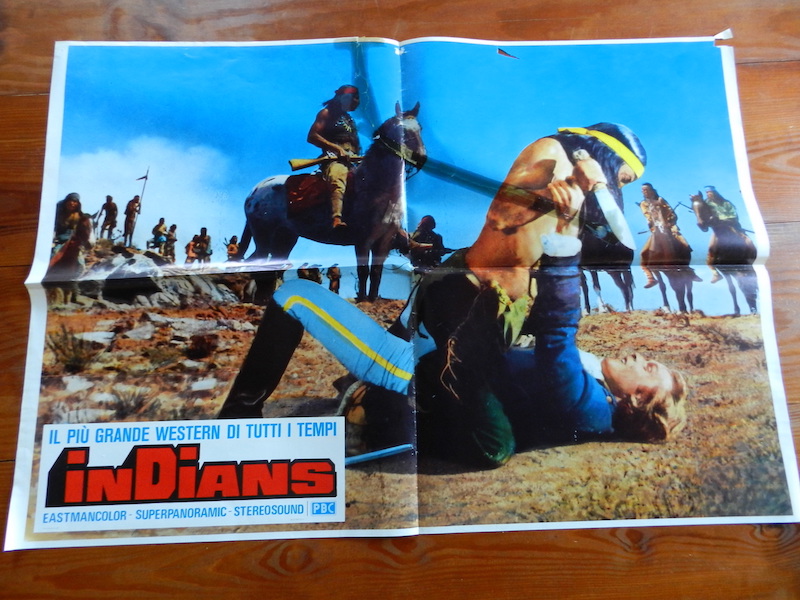 IL PIÙ GRANDE WESTERN DI TUTTI I TEMPI
inDiANS
EASTMANCOLOR - SUPERPANORAMIC - STEREOSOUND PBC